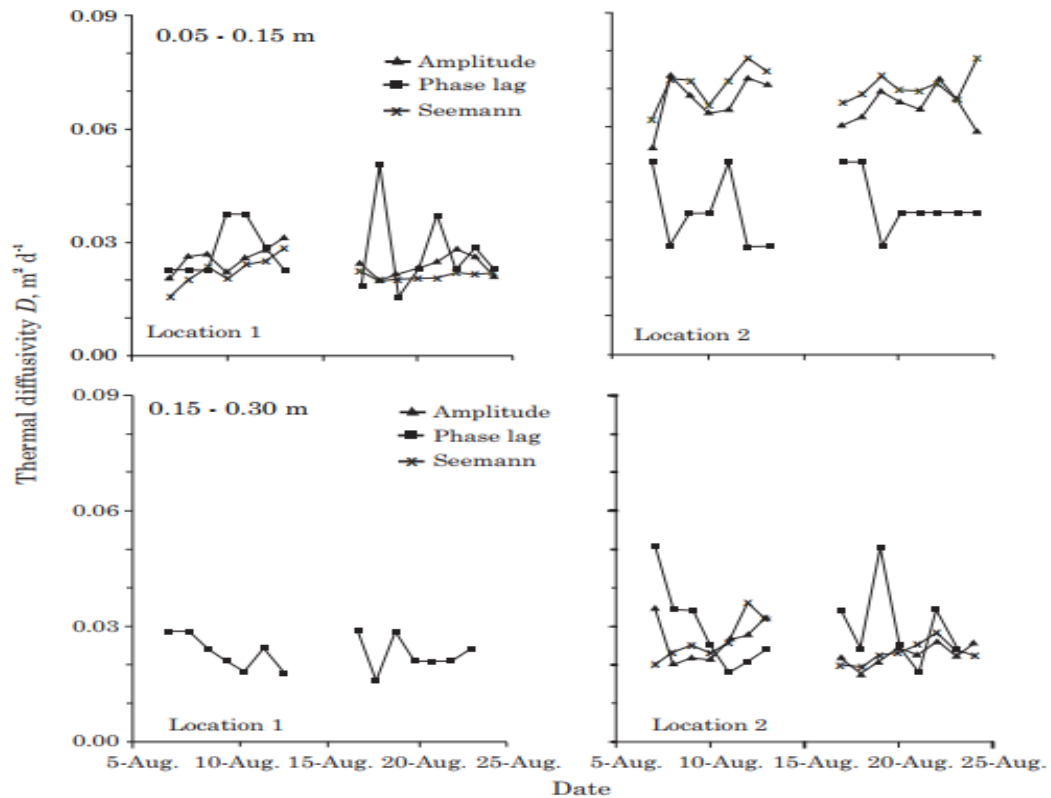 Thermal diffusivity D, m² d⁻¹
0.09
0.06
0.03
0.00
0.05 - 0.15 m
Amplitude
Phase lag
Seemann
Location 1
Location 2
0.09
0.06
0.03
0.00
0.15 - 0.30 m
Amplitude
Phase lag
Seemann
Location 1
Location 2
5-Aug. 10-Aug. 15-Aug. 20-Aug. 25-Aug. 5-Aug. 10-Aug. 15-Aug. 20-Aug. 25-Aug.
Date